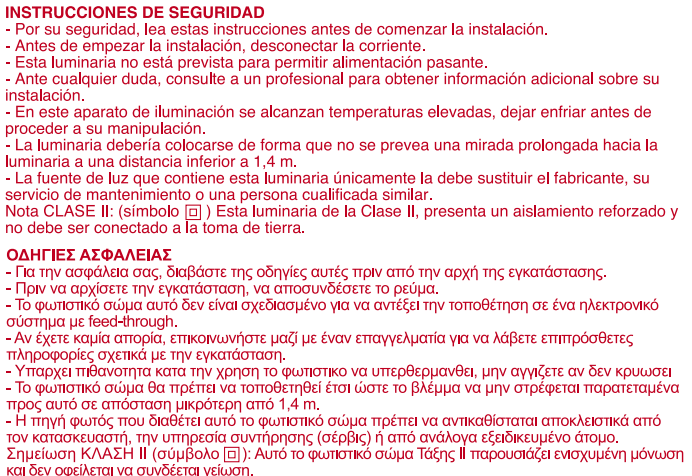 INSTRUCCIONES DE SEGURIDAD
- Por su seguridad, lea estas instrucciones antes de comenzar la instalación.
- Antes de empezar la instalación, desconectar la corriente.
- Esta luminaria no está prevista para permitir alimentación pasante.
- Ante cualquier duda, consulte a un profesional para obtener información adicional sobre su
instalación.
- En este aparato de iluminación se alcanzan temperaturas elevadas, dejar enfriar antes de
proceder a su manipulación.
- La luminaria debería colocarse de forma que no se prevea una mirada prolongada hacia la
luminaria a una distancia inferior a 1,4 m.
- La fuente de luz que contiene esta luminaria únicamente la debe sustituir el fabricante, su
servicio de mantenimiento o una persona cualificada similar.
Nota CLASE II: (símbolo 回 ) Esta luminaria de la Clase II, presenta un aislamiento reforzado y
no debe ser conectado a la toma de tierra.
ΟΔΗΓΙΕΣ ΑΣΦΑΛΕΙΑΣ
- Για την ασφάλεια σας, διαβάστε της οδηγίες αυτές πριν από την αρχή της εγκατάστασης.
- Πριν να αρχίσετε την εγκατάσταση, να αποσυνδέσετε το ρεύμα.
- Το φωτιστικό σώμα αυτό δεν είναι σχεδιασμένο για να αντέξει την τοποθέτηση σε ένα ηλεκτρονικό
σύστημα με feed-through.
- Αν έχετε καμία απορία, επικοινωνήστε μαζί με έναν επαγγελματία για να λάβετε επιπρόσθετες
πληροφορίες σχετικά με την εγκατάσταση.
- Υπαρχει πιθανοτητα κατα την χρηση το φωτιστικο να υπερθερμανθει, μην αγγιζετε αν δεν κρυωσει
- Το φωτιστικό σώμα θα πρέπει να τοποθετηθεί έτσι ώστε το βλέμμα να μην στρέφεται παρατεταμένα
προς αυτό σε απόσταση μικρότερη από 1,4 m.
- Η πηγή φωτός που διαθέτει αυτό το φωτιστικό σώμα πρέπει να αντικαθίσταται αποκλειστικά από
τον κατασκευαστή, την υπηρεσία συντήρησης (σέρβις) ή από ανάλογα εξειδικευμένο άτομο.
Σημείωση ΚΛΑΣΗ ΙΙ (σύμβολο 回): Αυτό το φωτιστικό σώμα Τάξης ΙΙ παρουσιάζει ενισχυμένη μόνωση
και δεν οφείλεται να συνδέεται γείωση.